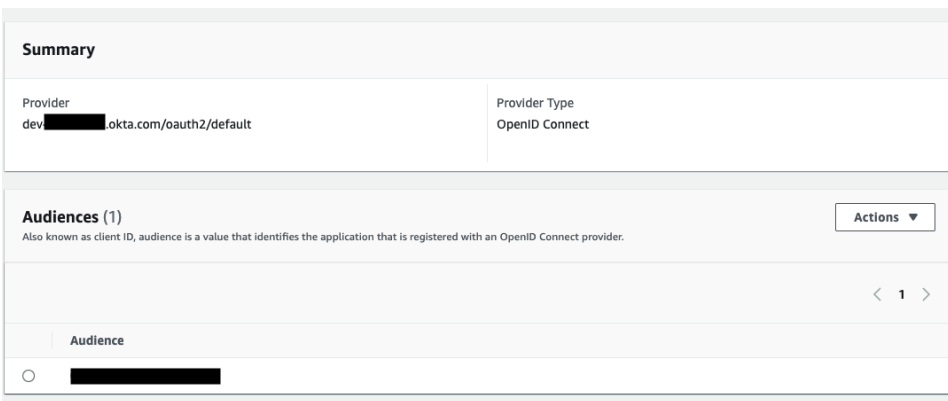 Summary
Provider
Provider Type
dev-
.okta.com/oauth2/default
OpenID Connect
Audiences (1)
Actions ▼
Also known as client ID, audience is a value that identifies the application that is registered with an OpenID Connect provider.
< 1 >
Audience